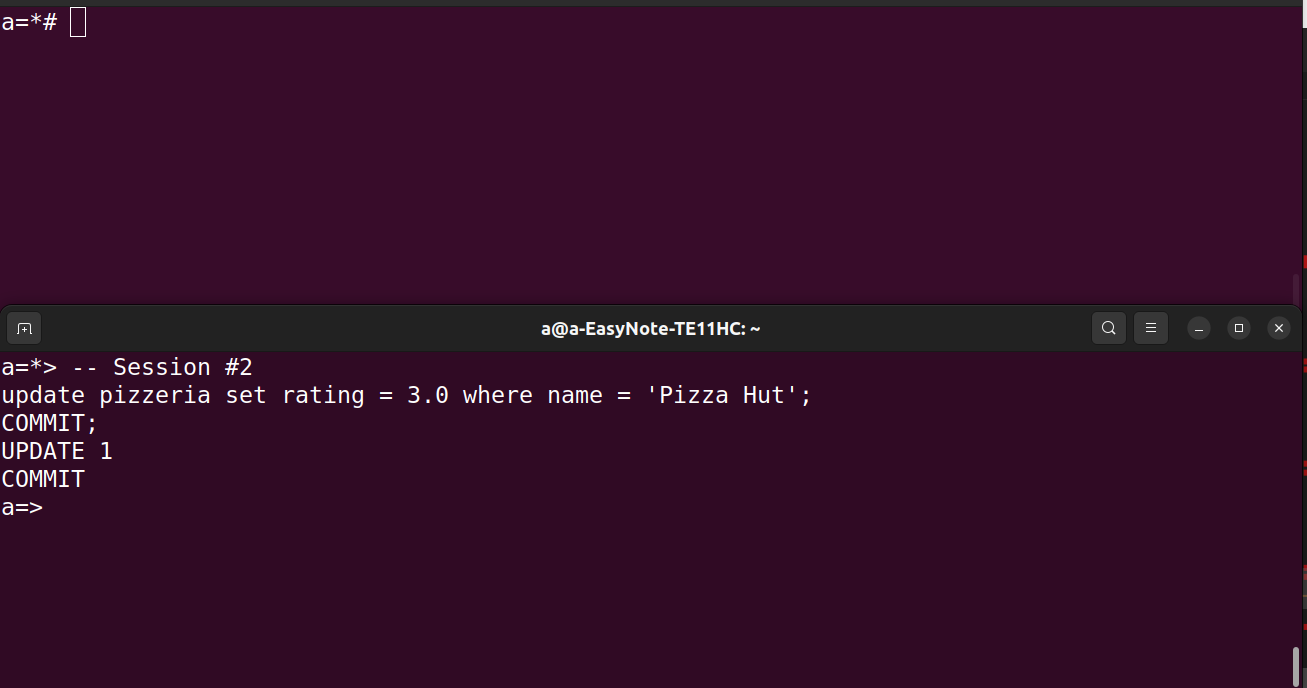 a=*#
a@a-EasyNote-TE11HC: ~
a=*> -- Session #2
update pizzeria set rating = 3.0 where name = 'Pizza Hut';
COMMIT;
UPDATE 1
COMMIT
a=>